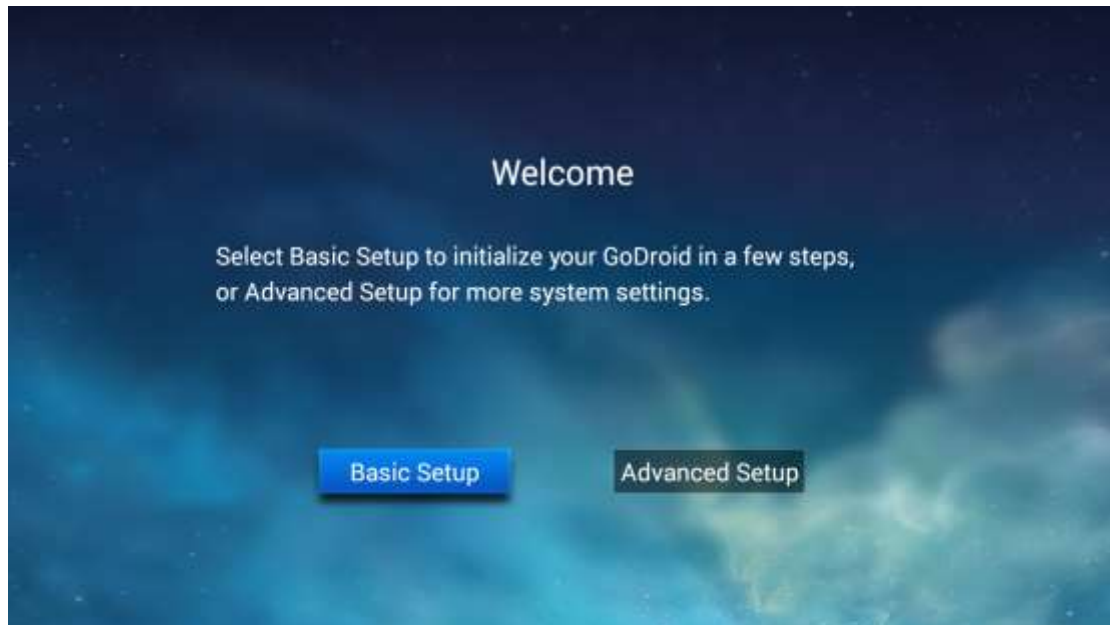 Welcome
Select Basic Setup to initialize your GoDroid in a few steps,
or Advanced Setup for more system settings.
Basic Setup
Advanced Setup